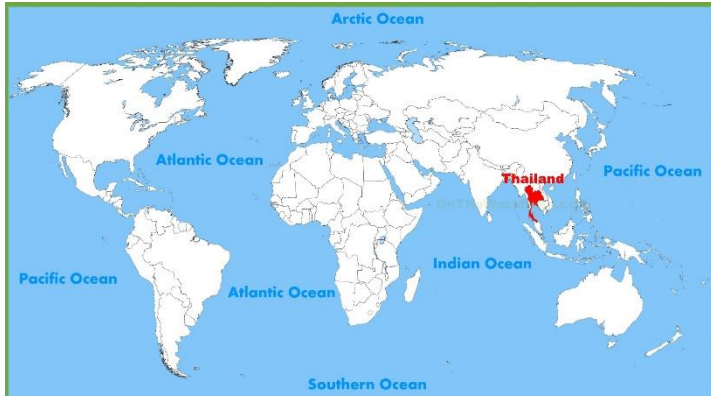 Arctic Ocean
Atlantic Ocean
Pacific Ocean
Thailand
Indian Ocean
Pacific Ocean
Atlantic Ocean
Southern Ocean